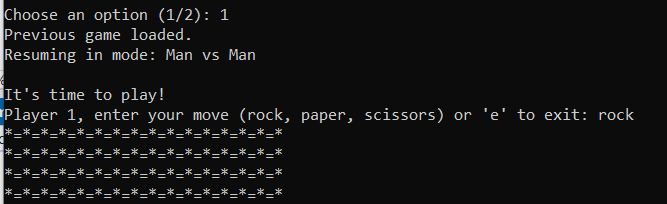 Choose an option (1/2): 1
Previous game loaded.
Resuming in mode: Man vs Man
It's time to play!
Player 1, enter your move (rock, paper, scissors) or 'e' to exit: rock
*=*=*=*=*=*=*=*=*=*=*=*=*=*=*=*
*=*=*=*=*=*=*=*=*=*=*=*=*=*=*=*
*=*=*=*=*=*=*=*=*=*=*=*=*=*=*=*
*=*=*=*=*=*=*=*=*=*=*=*=*=*=*=*